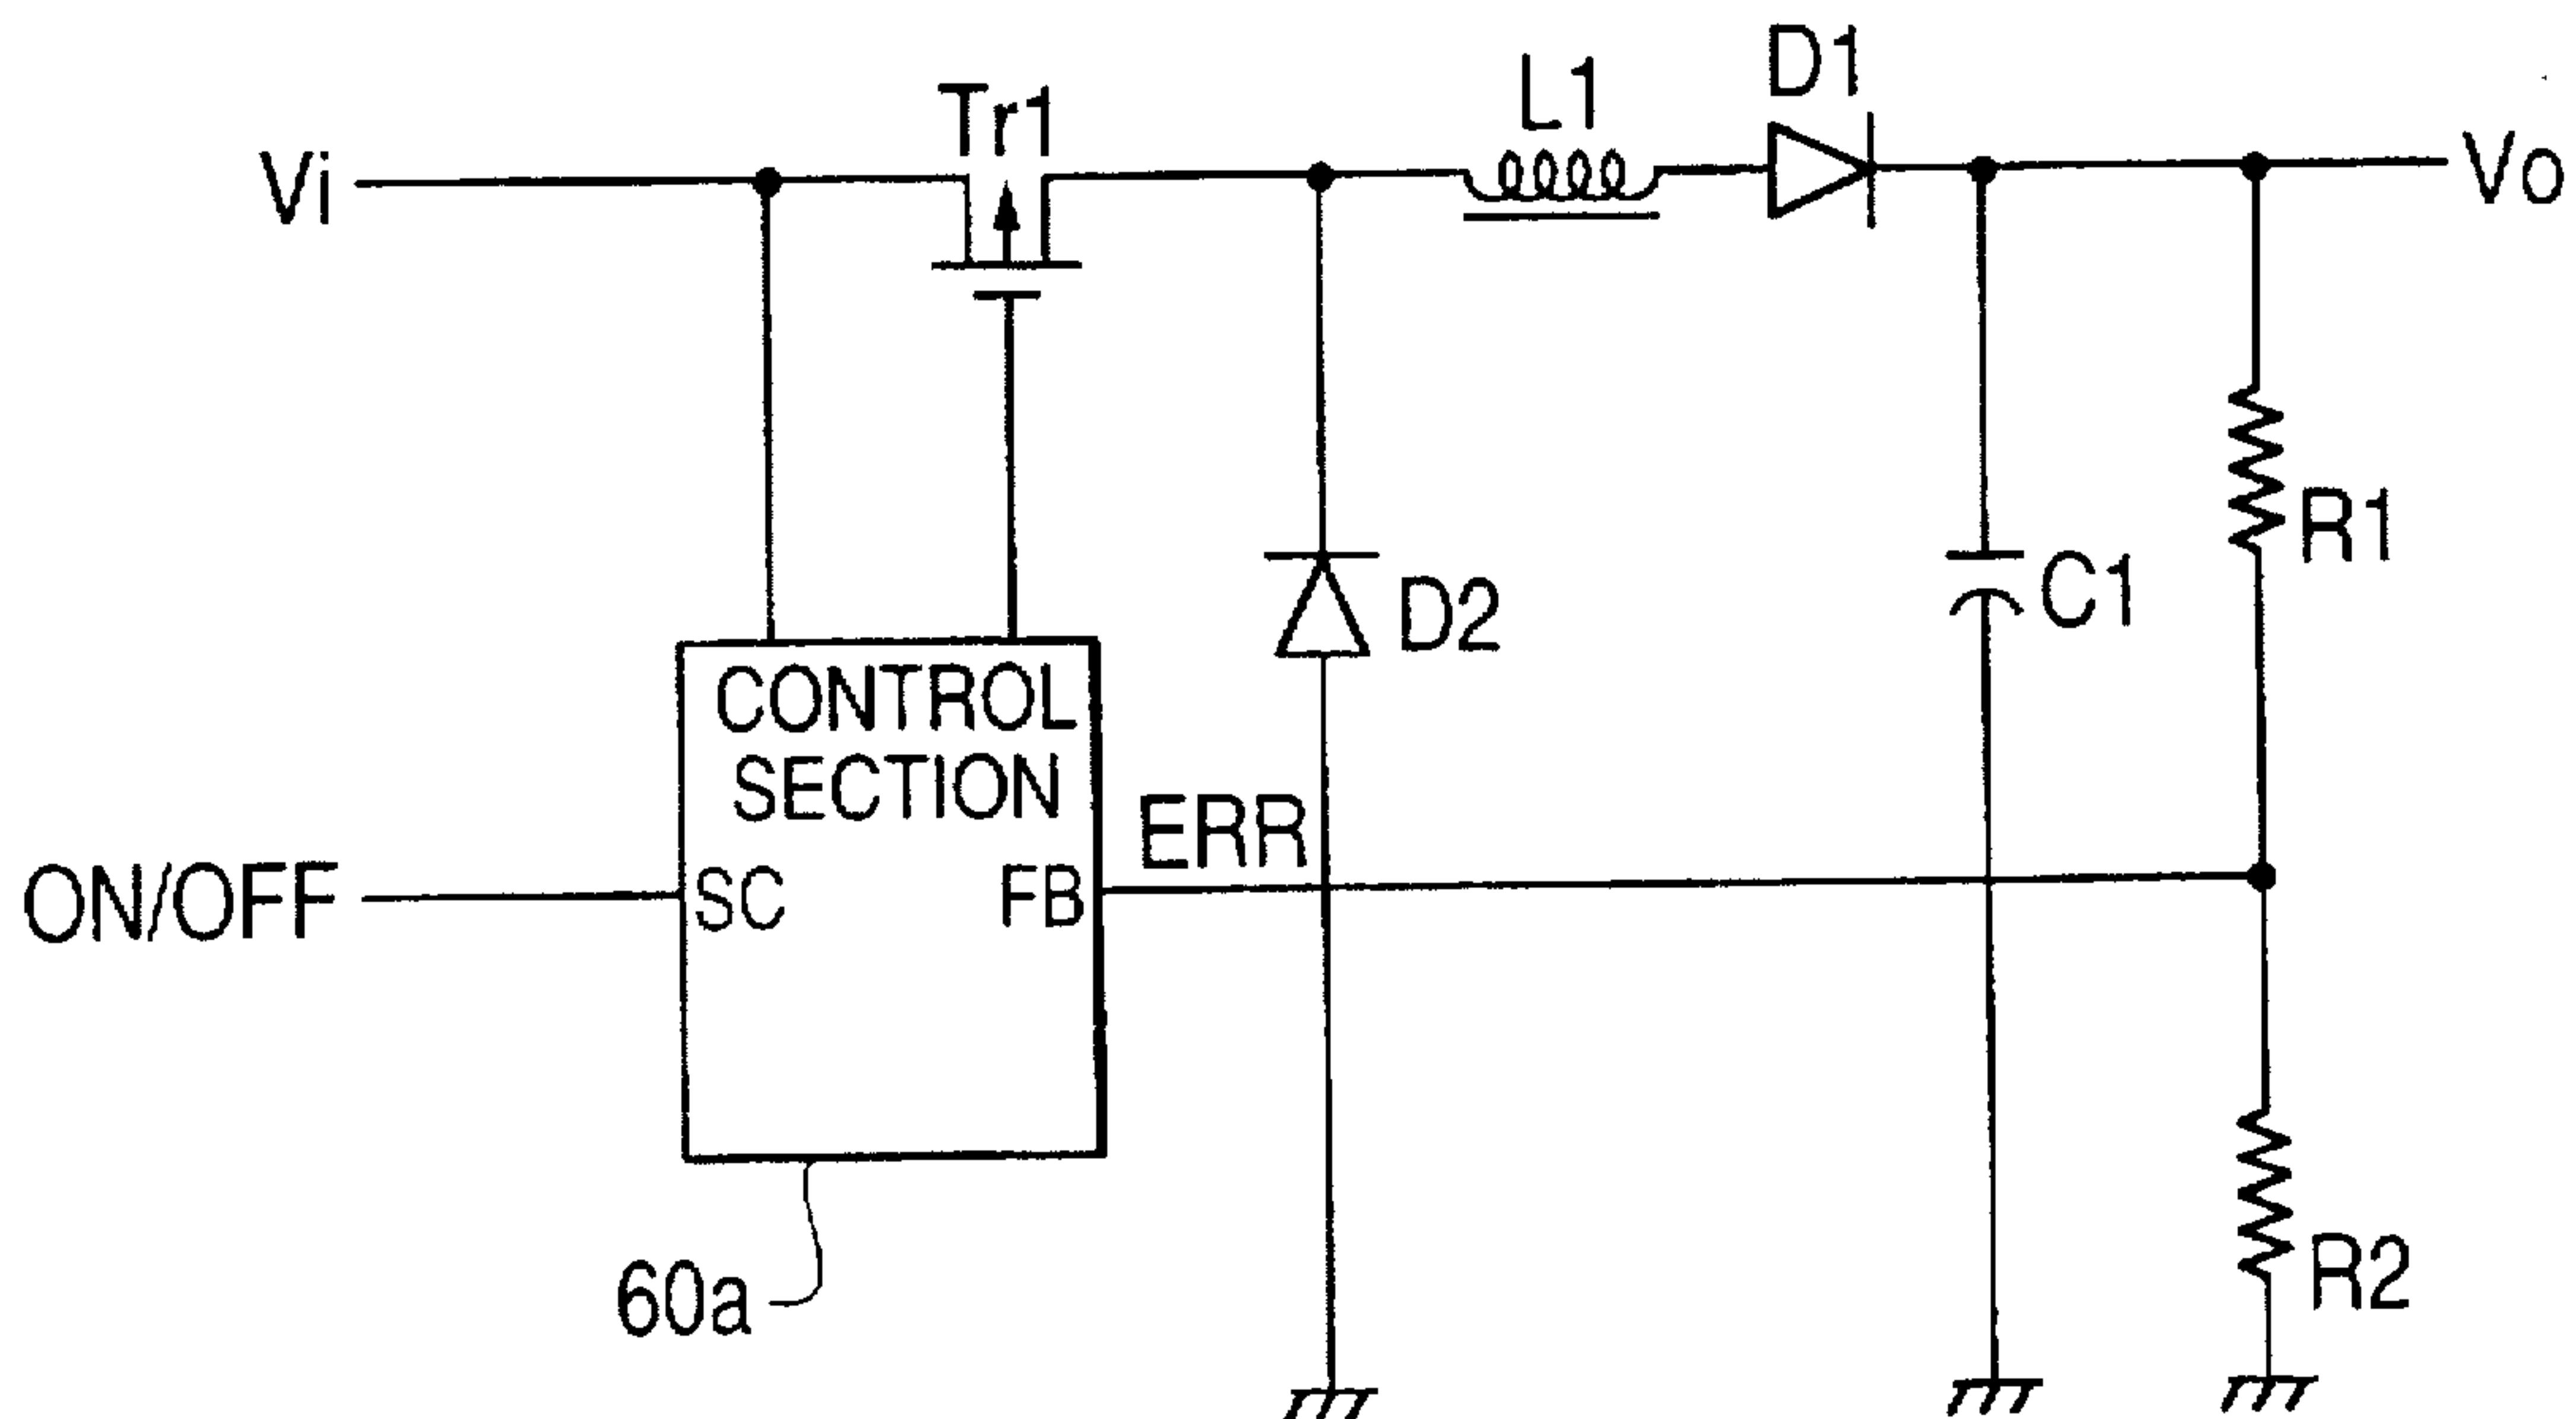 D1
L1
Tr1
Vi
Vo
R1
C1
D2
CONTROL
SECTION
ERR
ON/OFF
SC
FB
R2
60a